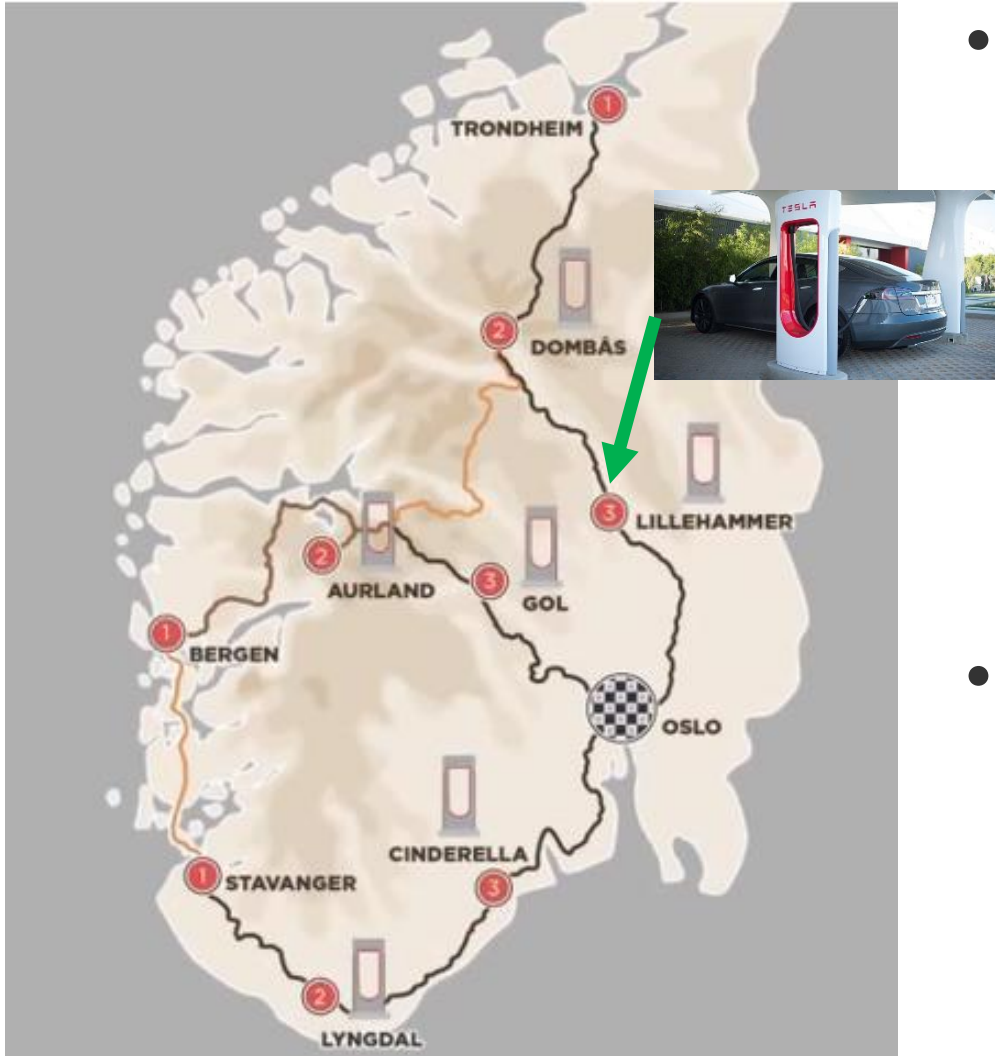 1
TRONDHEIM
TESLA
2
DOMBÅS
3
LILLEHAMMER
2
AURLAND
3
GOL
1
BERGEN
OSLO
CINDERELLA
3
1
STAVANGER
2
LYNGDAL